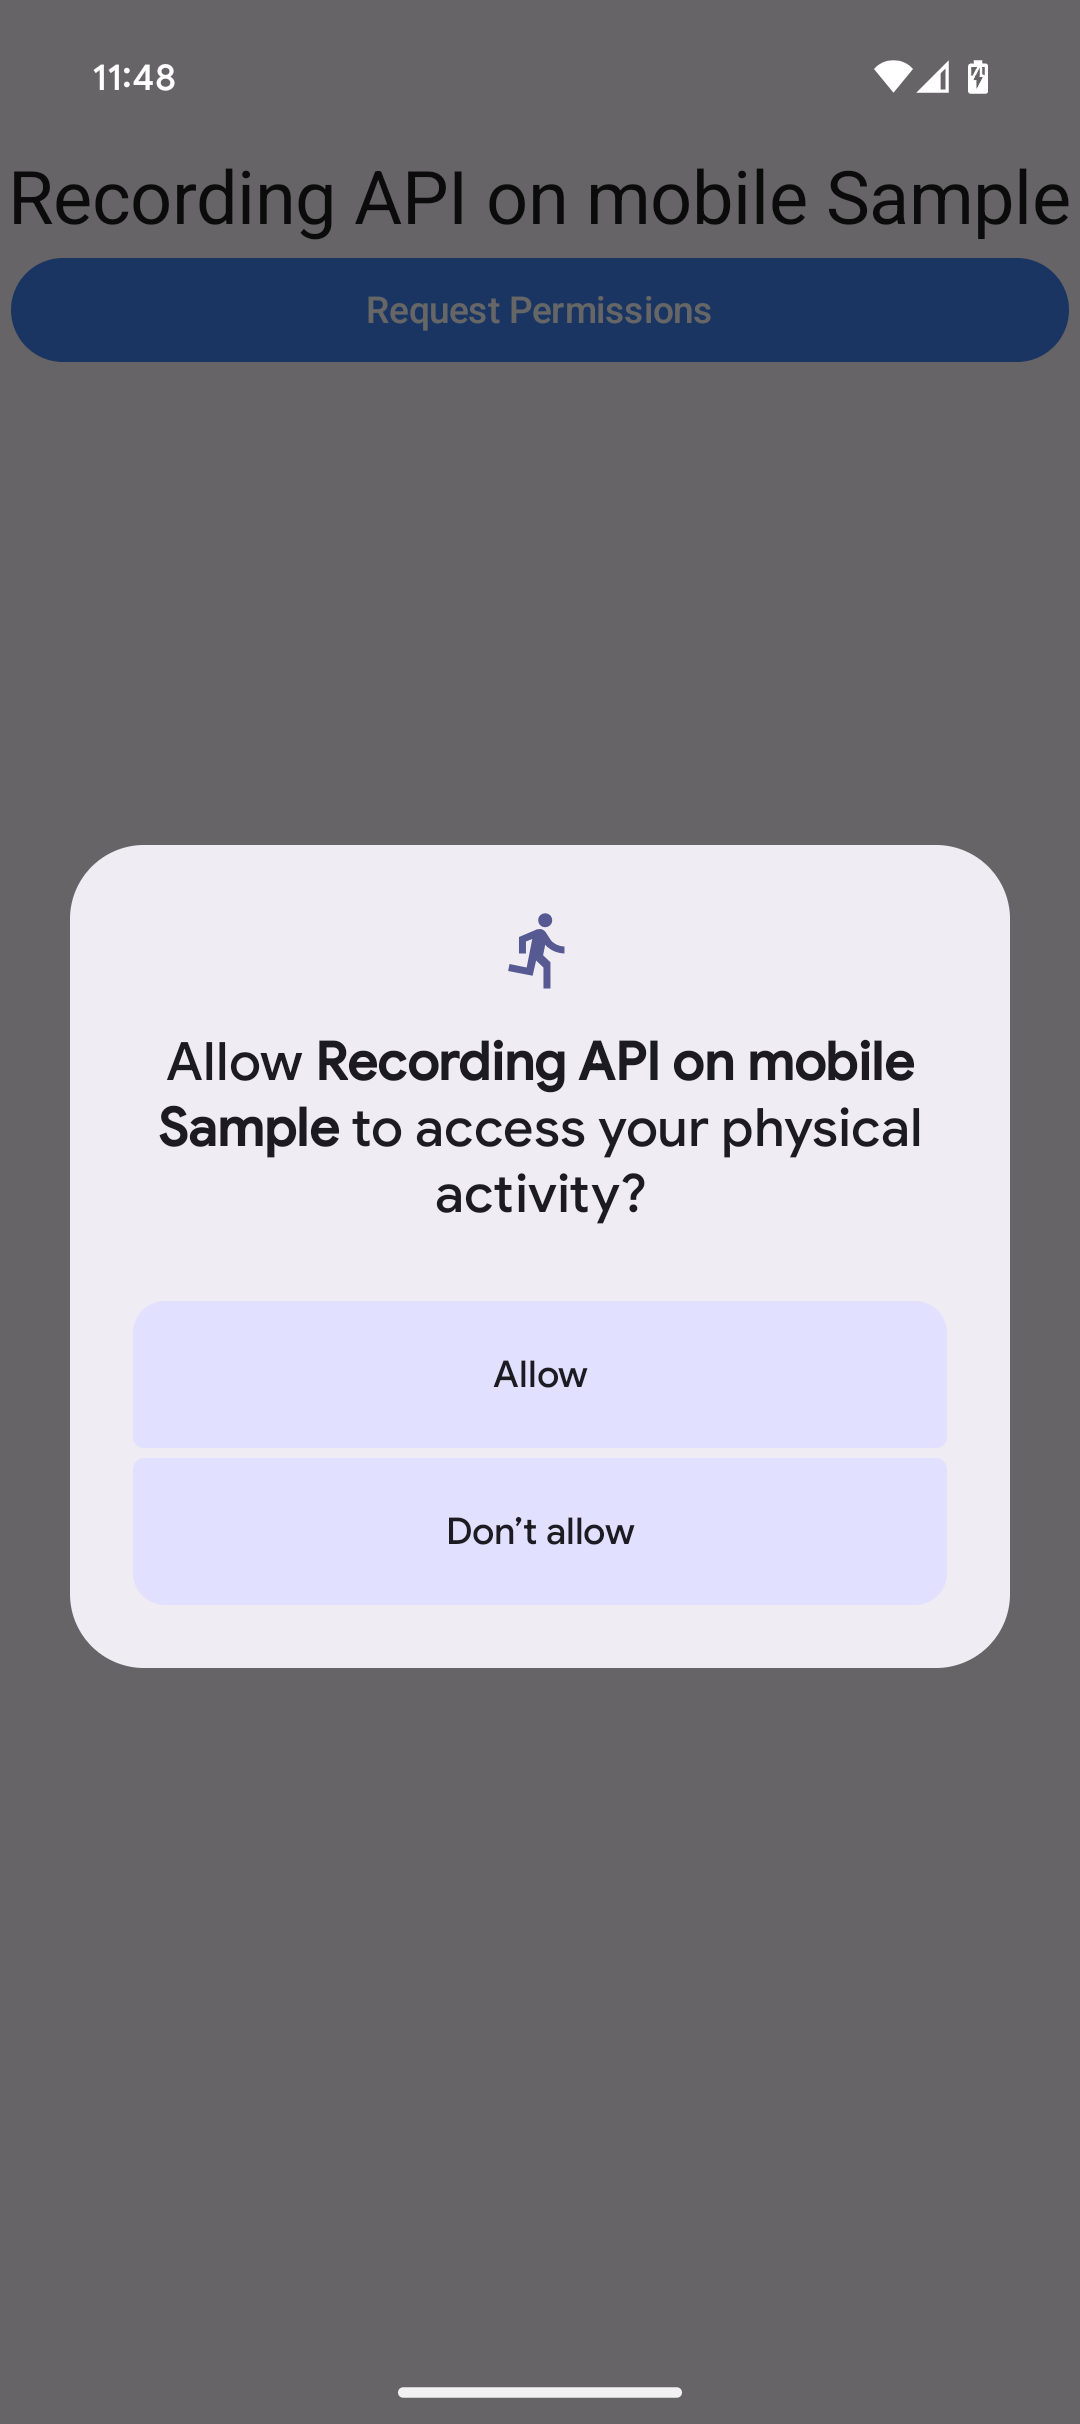 11:48
Recording API on mobile Sample
Request Permissions
Allow Recording API on mobile
Sample to access your physical
activity?
Allow
Don’t allow